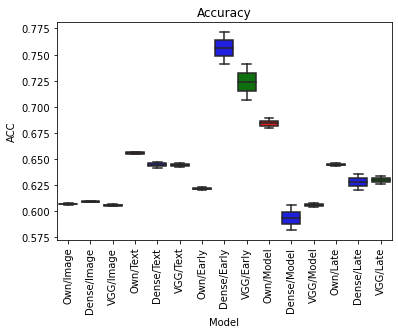 Accuracy
0.775
0.750
0.725
0.700
0.675
0.650
0.625
0.600
0.575
ACC
Own/Image
Dense/Image
VGG/Image
Own/Text
Dense/Text
VGG/Text
Own/Early
Dense/Early
VGG/Early
Own/Model
Dense/Model
VGG/Model
Own/Late
Dense/Late
VGG/Late
Model